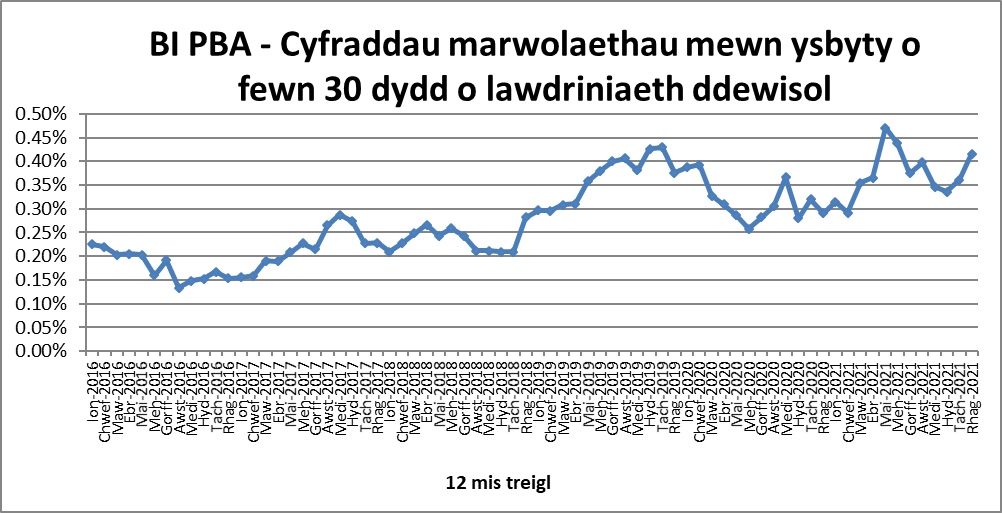 BI PBA - Cyfraddau marwolaethau mewn ysbyty o
fewn 30 dydd o lawdriniaeth ddewisol
0.50%
0.45%
0.40%
0.35%
0.30%
0.25%
0.20%
0.15%
0.10%
0.05%
0.00%
Ion-2016
Chwef-2016
Maw-2016
Ebr-2016
Mai-2016
Meh-2016
Gorff-2016
Awst-2016
Medi-2016
Hyd-2016
Tach-2016
Rhag-2016
Ion-2017
Chwef-2017
Maw-2017
Ebr-2017
Mai-2017
Meh-2017
Gorff-2017
Awst-2017
Medi-2017
Hyd-2017
Tach-2017
Rhag-2017
Ion-2018
Chwef-2018
Maw-2018
Ebr-2018
Mai-2018
Meh-2018
Gorff-2018
Awst-2018
Medi-2018
Hyd-2018
Tach-2018
Rhag-2018
Ion-2019
Chwef-2019
Maw-2019
Ebr-2019
Mai-2019
Meh-2019
Gorff-2019
Awst-2019
Medi-2019
Hyd-2019
Tach-2019
Rhag-2019
Ion-2020
Chwef-2020
Maw-2020
Ebr-2020
Mai-2020
Meh-2020
Gorff-2020
Awst-2020
Medi-2020
Hyd-2020
Tach-2020
Rhag-2020
Ion-2021
Chwef-2021
Maw-2021
Ebr-2021
Mai-2021
Meh-2021
Gorff-2021
Awst-2021
Medi-2021
Hyd-2021
Tach-2021
Rhag-2021
12 mis treigl